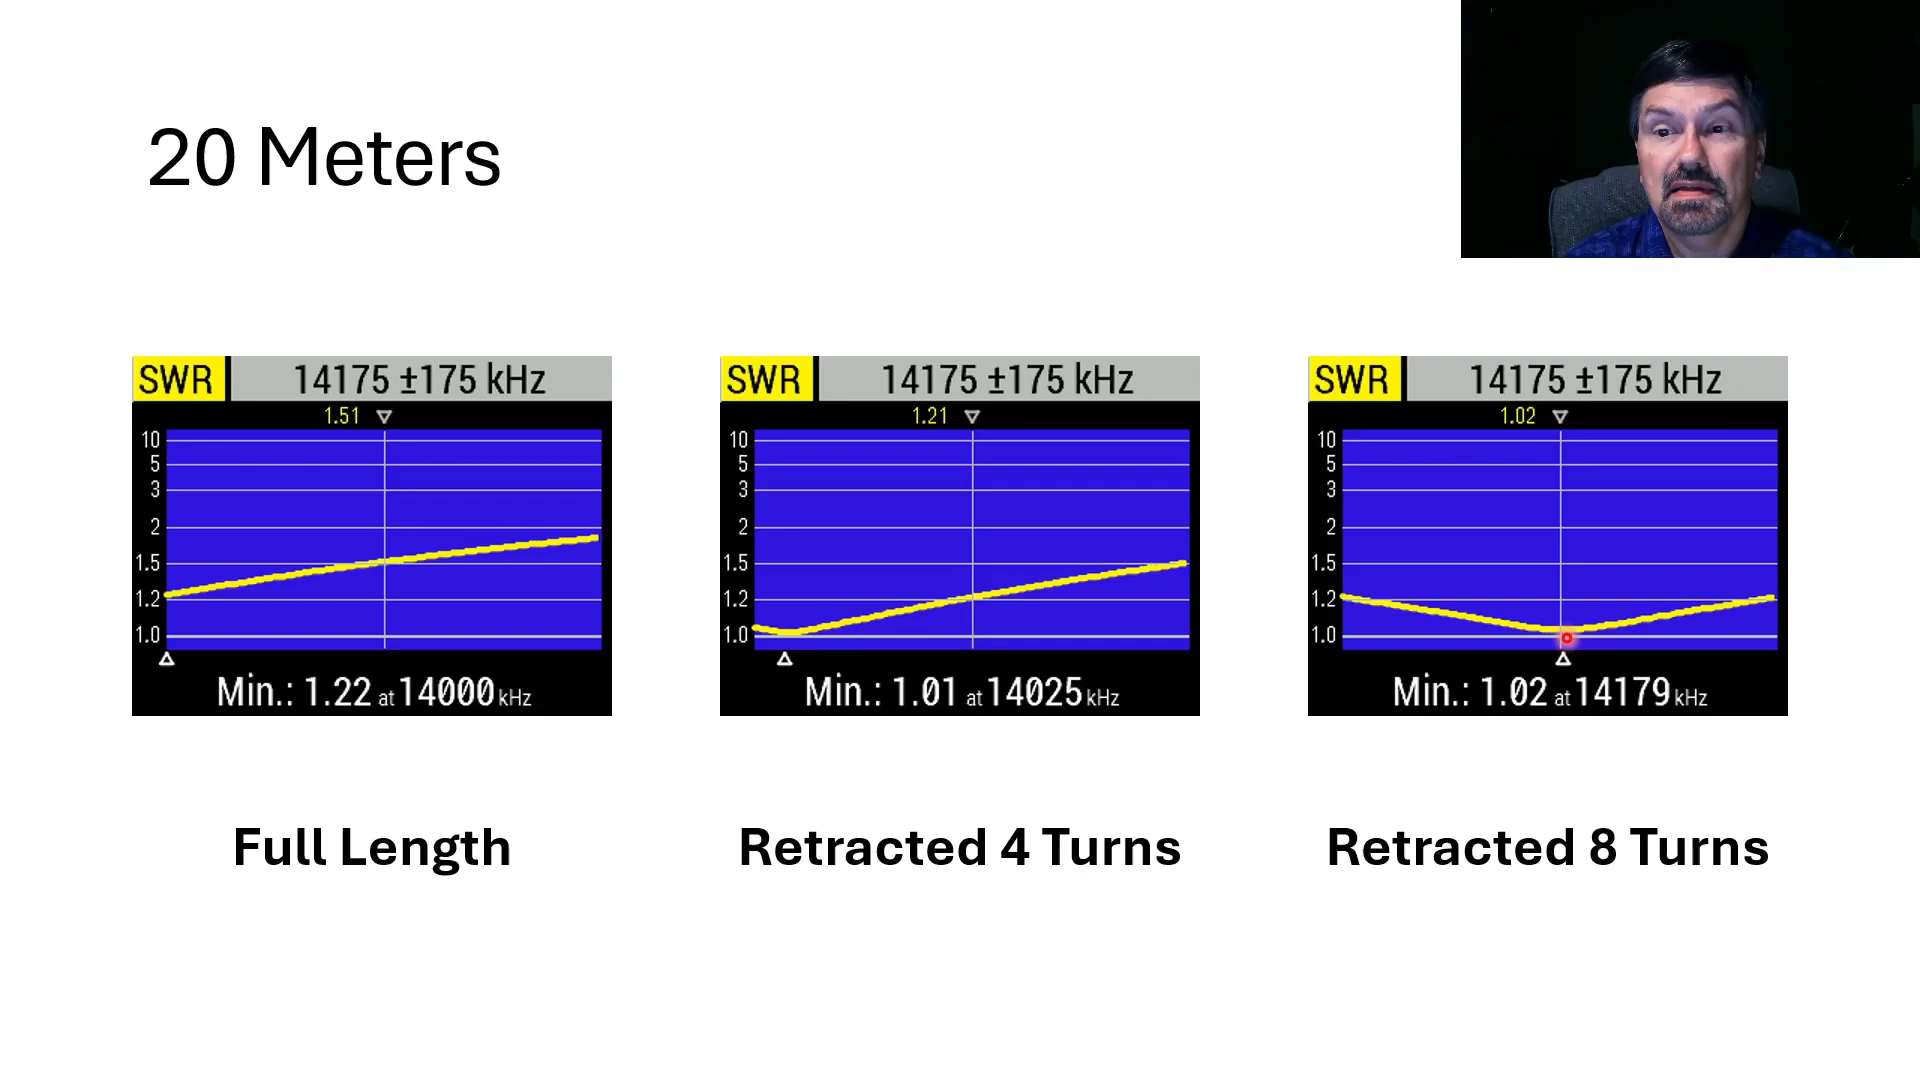 20 Meters
SWR 14175 ±175 kHz
1.51
10
5
3
2
1.5
1.2
1.0
Min.: 1.22 at 14000 kHz
Full Length
SWR 14175 ±175 kHz
1.21
10
5
3
2
1.5
1.2
1.0
Min.: 1.01 at 14025 kHz
Retracted 4 Turns
SWR 14175 ±175 kHz
1.02
10
5
3
2
1.5
1.2
1.0
Min.: 1.02 at 14179 kHz
Retracted 8 Turns